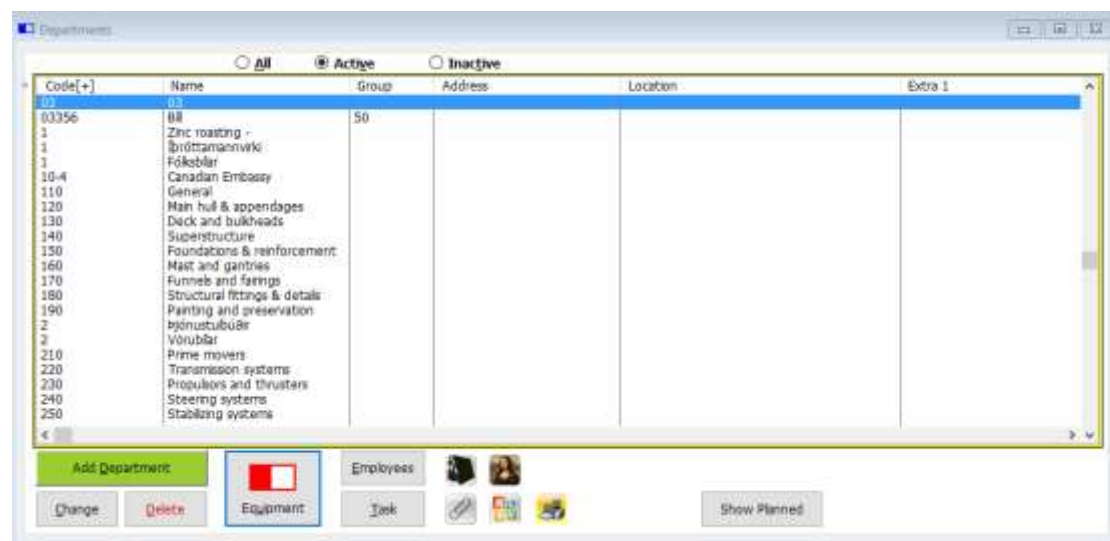 Departments
All Active Inactive
Code[+] Name Group Address Location Extra 1
03 03
03356 Bill 50
1 Zinc roasting -
1 Íþróttamannvirki
1 Fólksbílar
10-4 Canadian Embassy
110 General
120 Main hull & appendages
130 Deck and bulkheads
140 Superstructure
150 Foundations & reinforcement
160 Mast and gantries
170 Funnels and fairings
180 Structural fittings & details
190 Painting and preservation
2 Þjónustuíbúðir
2 Vörubílar
210 Prime movers
220 Transmission systems
230 Propulsors and thrusters
240 Steering systems
250 Stabilizing systems
Add Department Equipment Employees
Change Delete Task Show Planned